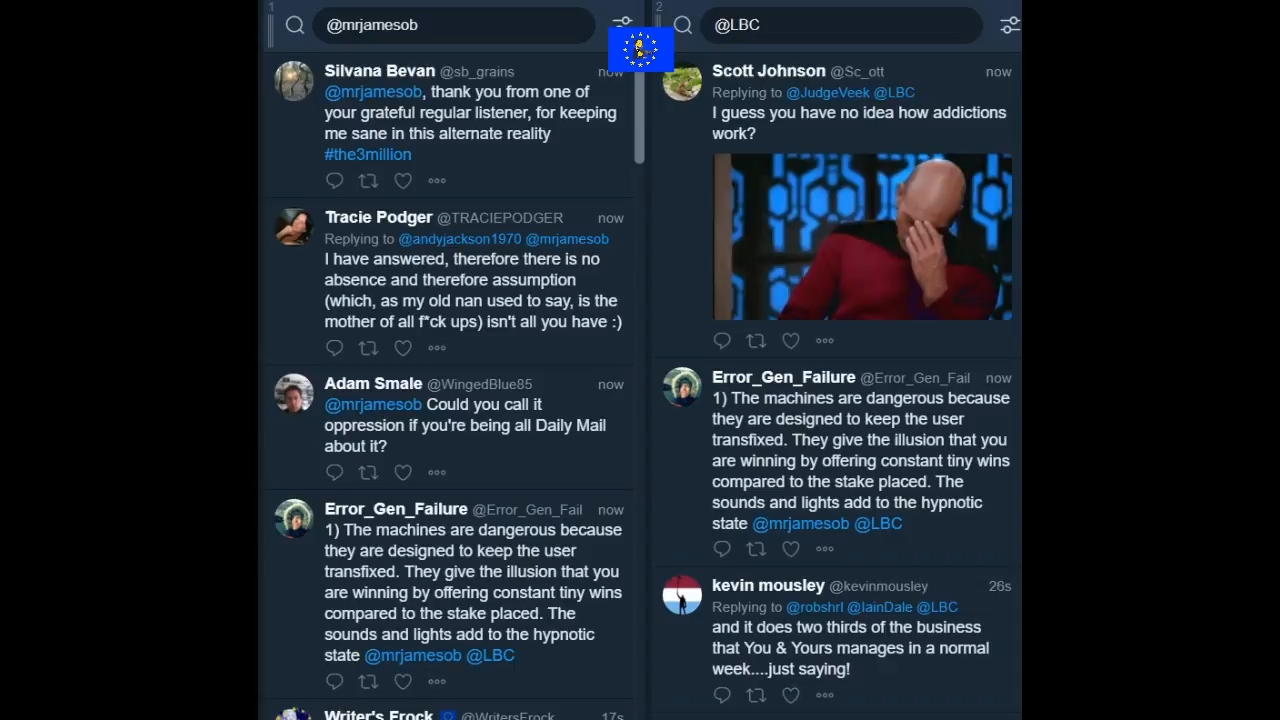 1
@mrjamesob
Silvana Bevan @sb_grains now
@mrjamesob, thank you from one of
your grateful regular listener, for keeping
me sane in this alternate reality
#the3million
Tracie Podger @TRACIEPODGER now
Replying to @andyjackson1970 @mrjamesob
I have answered, therefore there is no
absence and therefore assumption
(which, as my old nan used to say, is the
mother of all f*ck ups) isn't all you have :)
Adam Smale @WingedBlue85 now
@mrjamesob Could you call it
oppression if you're being all Daily Mail
about it?
Error_Gen_Failure @Error_Gen_Fail now
1) The machines are dangerous because
they are designed to keep the user
transfixed. They give the illusion that you
are winning by offering constant tiny wins
compared to the stake placed. The
sounds and lights add to the hypnotic
state @mrjamesob @LBC
Writer's Frock @WritersFrock 17s
2
@LBC
Scott Johnson @Sc_ott now
Replying to @JudgeVeek @LBC
I guess you have no idea how addictions
work?
Error_Gen_Failure @Error_Gen_Fail now
1) The machines are dangerous because
they are designed to keep the user
transfixed. They give the illusion that you
are winning by offering constant tiny wins
compared to the stake placed. The
sounds and lights add to the hypnotic
state @mrjamesob @LBC
kevin mousley @kevinmousley 26s
Replying to @robshrl @IainDale @LBC
and it does two thirds of the business
that You & Yours manages in a normal
week....just saying!